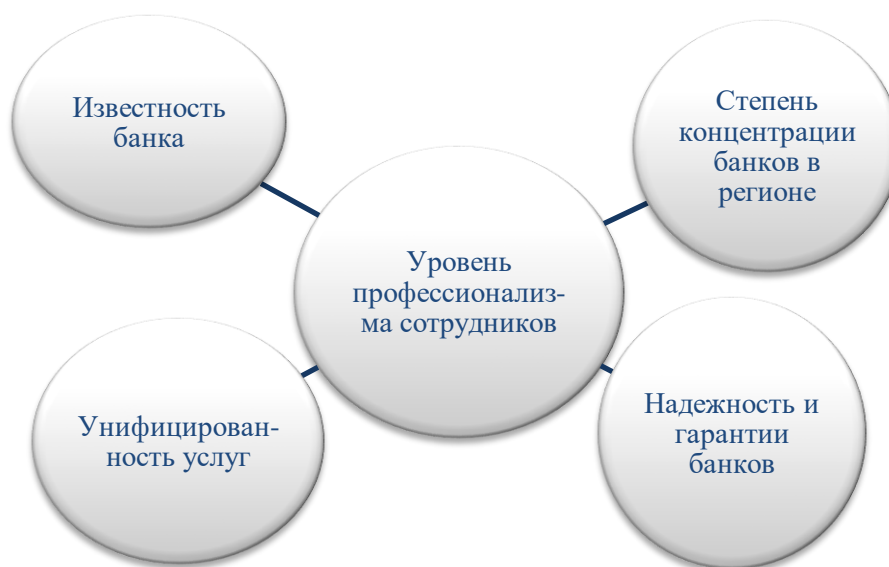 Известность
банка
Степень
концентрации
банков в
регионе
Уровень
профессионализ-
ма сотрудников
Унифицирован-
ность услуг
Надежность и
гарантии
банков